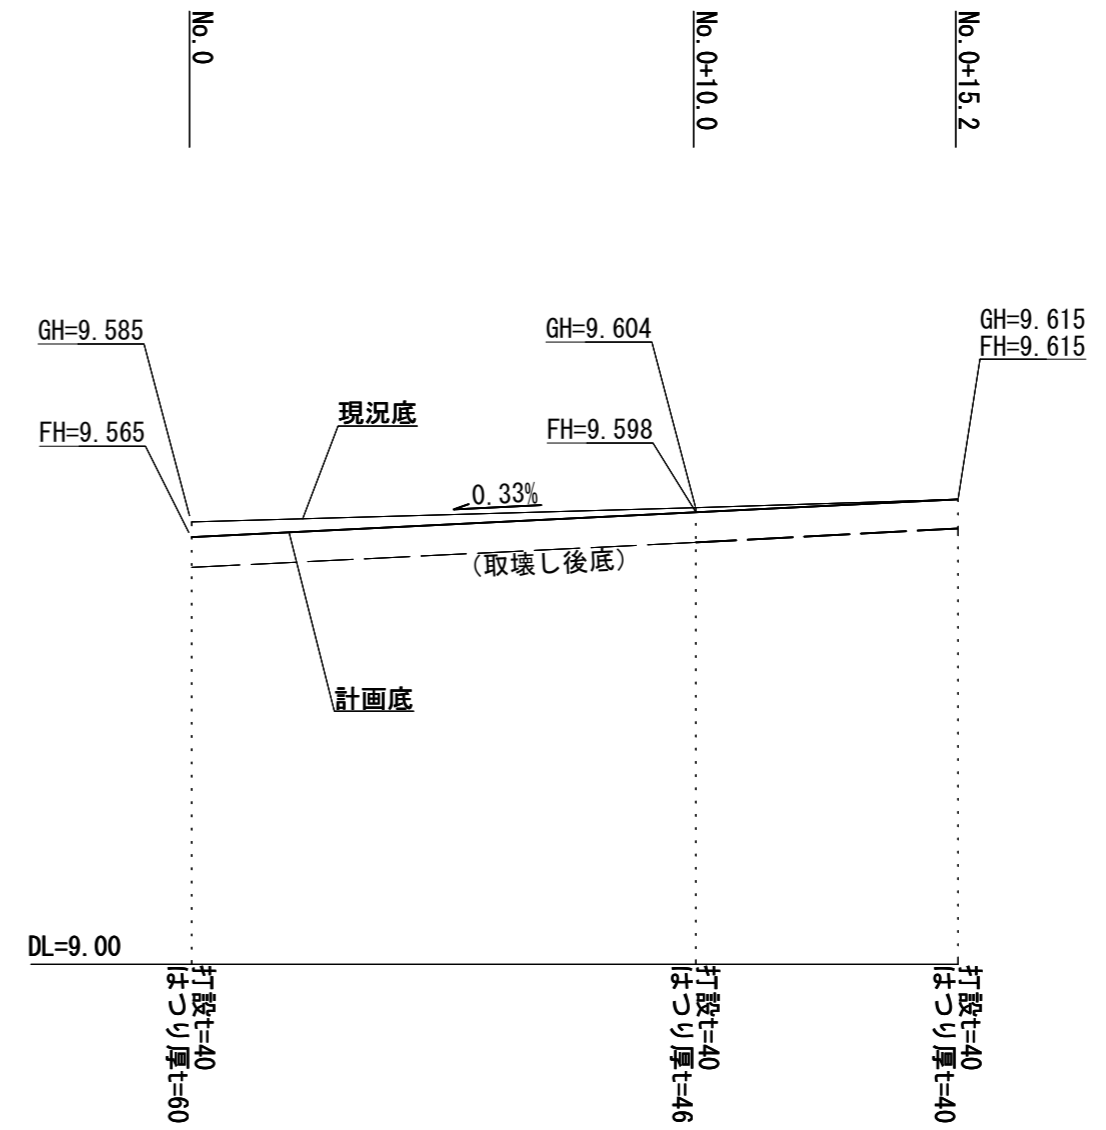 No.0
No.0+10.0
No.0+15.2
GH=9.585
GH=9.604
GH=9.615
FH=9.615
現況底
FH=9.565
FH=9.598
0.33%
(取壊し後底)
計画底
DL=9.00
打設t=40
はつり厚t=60
打設t=40
はつり厚t=46
打設t=40
はつり厚t=40